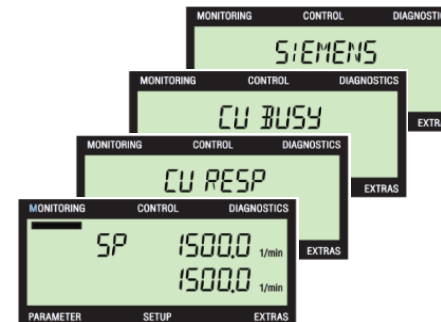 MONITORING CONTROL DIAGNOSTICS
SIEMENS
MONITORING CONTROL DIAGNOSTICS
EXTRAS
CU BUSY
MONITORING CONTROL DIAGNOSTICS
EXTRAS
CU RESP
MONITORING CONTROL DIAGNOSTICS
EXTRAS
SP 1500.0 1/min
1500.0 1/min
PARAMETER SETUP EXTRAS